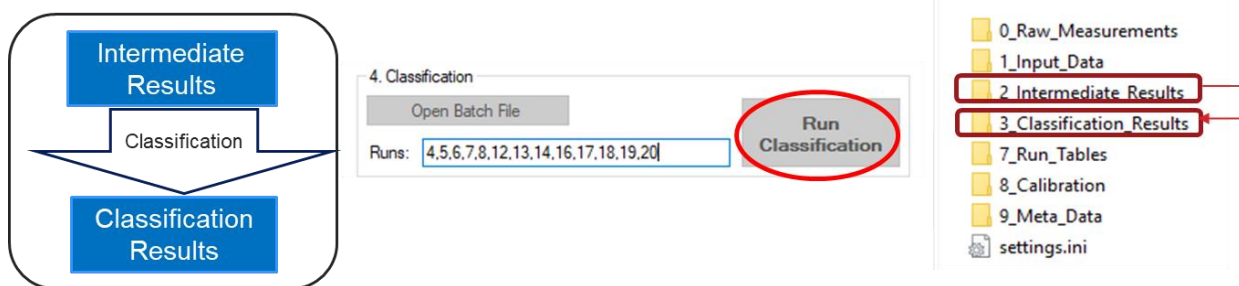 Intermediate
Results
Classification
Classification
Results
4. Classification
Open Batch File
Run
Classification
Runs: 4,5,6,7,8,12,13,14,16,17,18,19,20
0_Raw_Measurements
1_Input_Data
2_Intermediate_Results
3_Classification_Results
7_Run_Tables
8_Calibration
9_Meta_Data
settings.ini